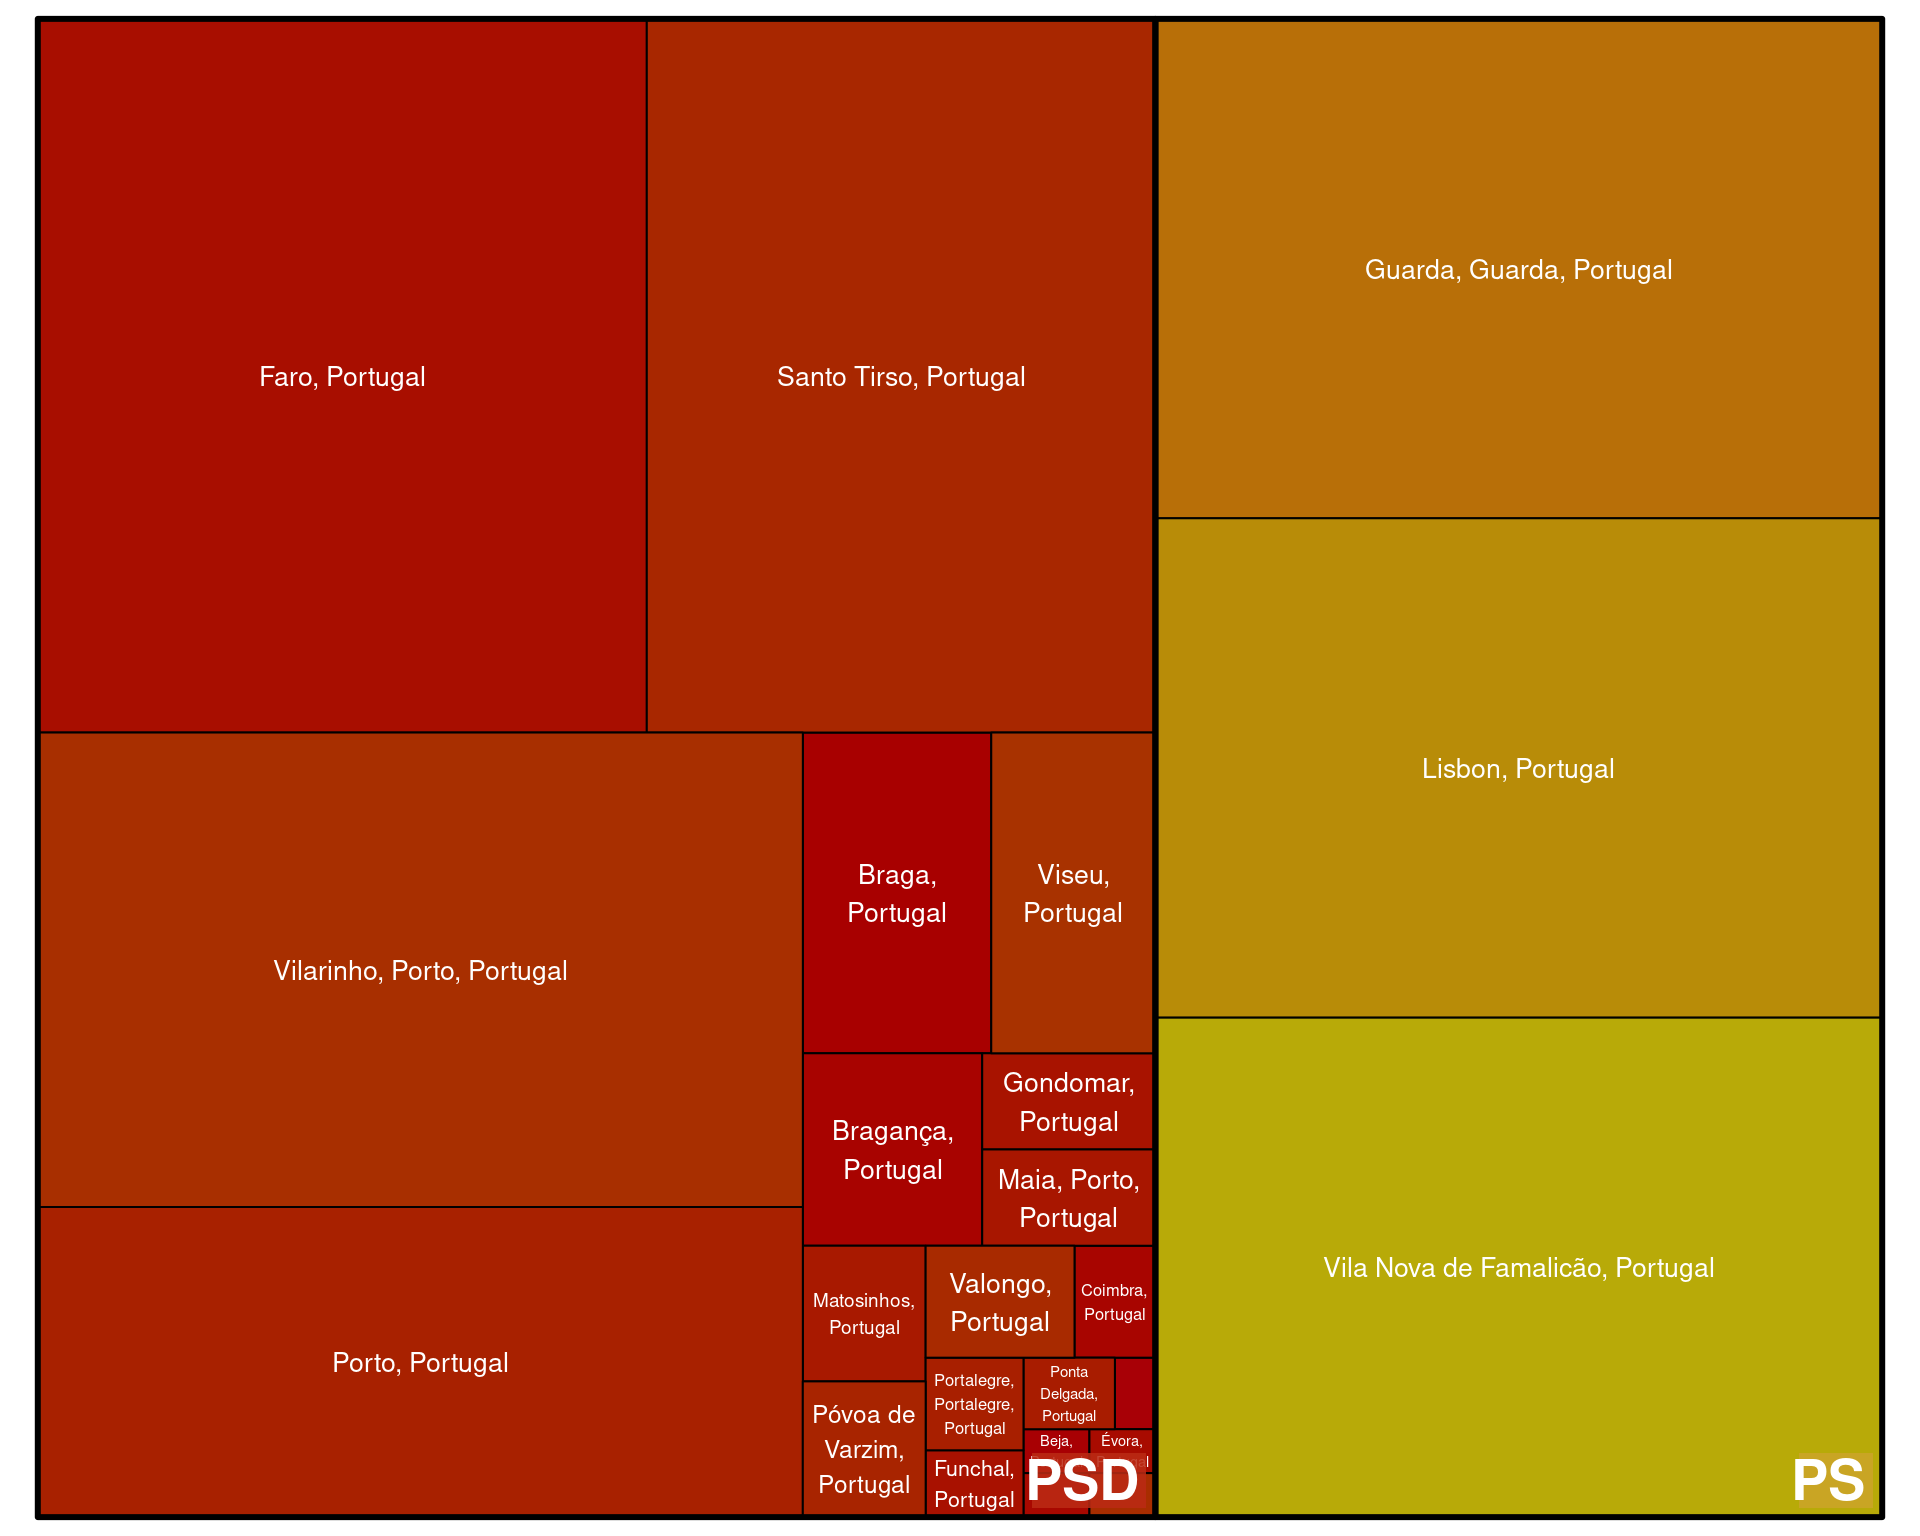 Faro, Portugal
Santo Tirso, Portugal
Guarda, Guarda, Portugal
Lisbon, Portugal
Vila Nova de Famalicão, Portugal
Vilarinho, Porto, Portugal
Porto, Portugal
Braga,
Portugal
Viseu,
Portugal
Bragança,
Portugal
Gondomar,
Portugal
Maia, Porto,
Portugal
Matosinhos,
Portugal
Valongo,
Portugal
Coimbra,
Portugal
Póvoa de
Varzim,
Portugal
Portalegre,
Portalegre,
Portugal
Funchal,
Portugal
Ponta
Delgada,
Portugal
Beja,
Évora,
PSD
PS